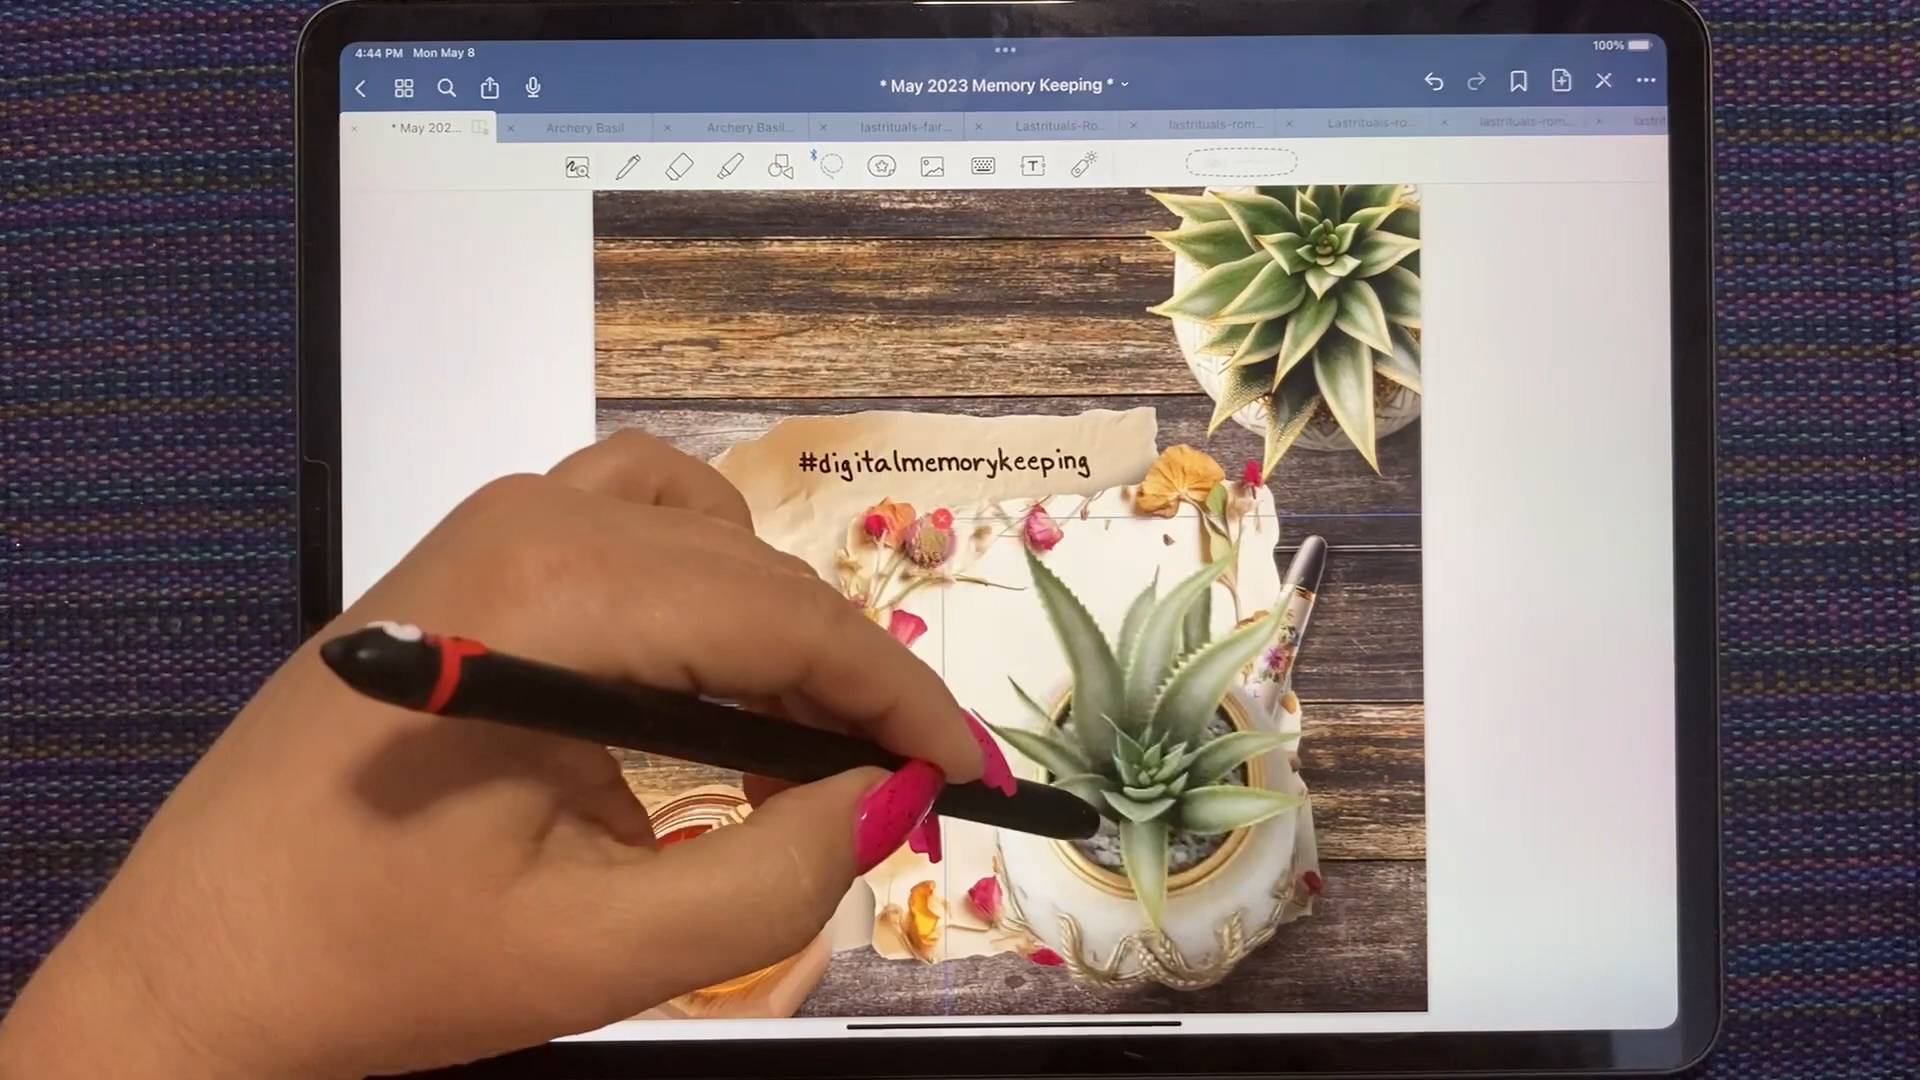 4:44 PM Mon May 8
100%
* May 2023 Memory Keeping *
* May 202...
Archery Basil
Archery Basil...
lastrituals-fair...
Lastrituals-Ro...
lastrituals-rom...
Lastrituals-ro...
lastrituals-rom...
T
#digitalmemorykeeping